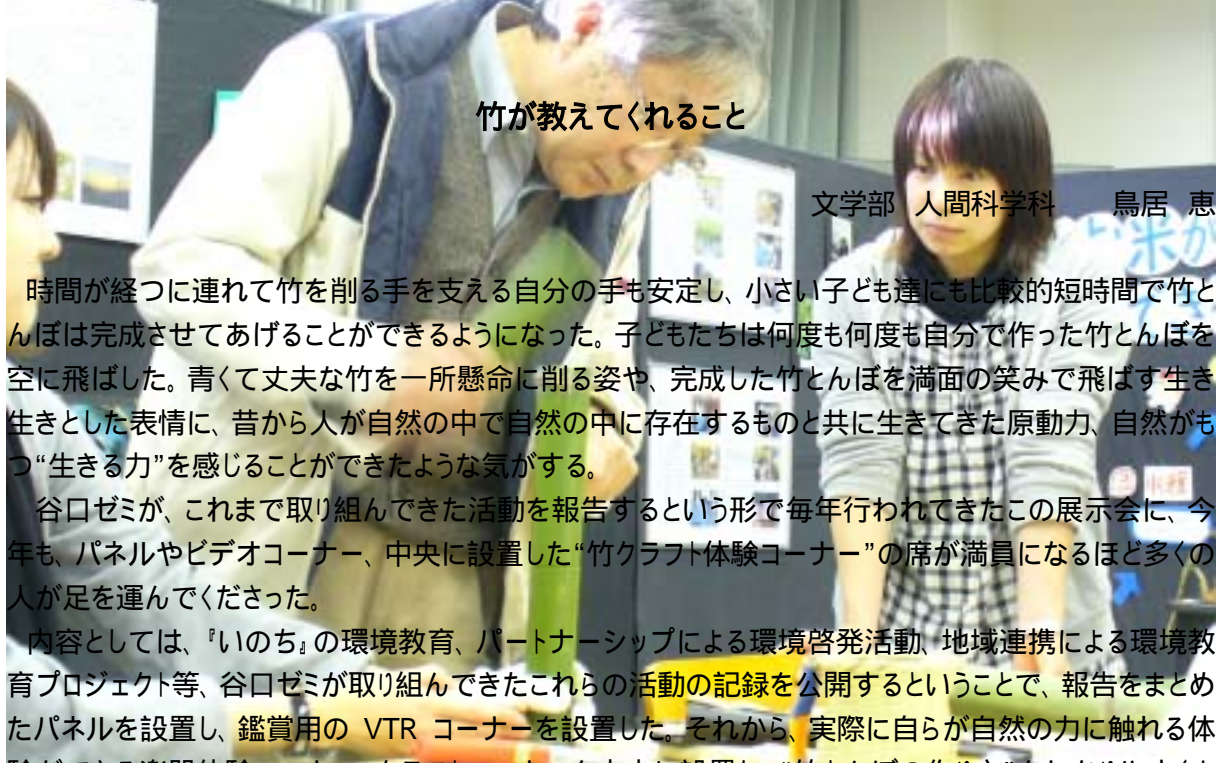 竹が教えてくれること
文学部 人間科学科 鳥居 恵
時間が経つに連れて竹を削る手を支える自分の手も安定し、小さい子ども達にも比較的短時間で竹と
んぼは完成させてあげることができるようになった。子どもたちは何度も何度も自分で作った竹とんぼを
空に飛ばした。青くて丈夫な竹を一所懸命に削る姿や、完成した竹とんぼを満面の笑みで飛ばす生き
生きとした表情に、昔から人が自然の中で自然の中に存在するものと共に生きてきた原動力、自然がも
つ“生きる力”を感じることができたような気がする。
谷口ゼミが、これまで取り組んできた活動を報告するという形で毎年行われてきたこの展示会に、今
年も、パネルやビデオコーナー、中央に設置した“竹クラフト体験コーナー”の席が満員になるほど多くの
人が足を運んでくださった。
内容としては、『いのち』の環境教育、パートナーシップによる環境啓発活動、地域連携による環境教
育プロジェクト等、谷口ゼミが取り組んできたこれらの活動の記録を公開するということで、報告をまとめ
たパネルを設置し、鑑賞用の VTR コーナーを設置した。それから、実際に自らが自然の力に触れる体